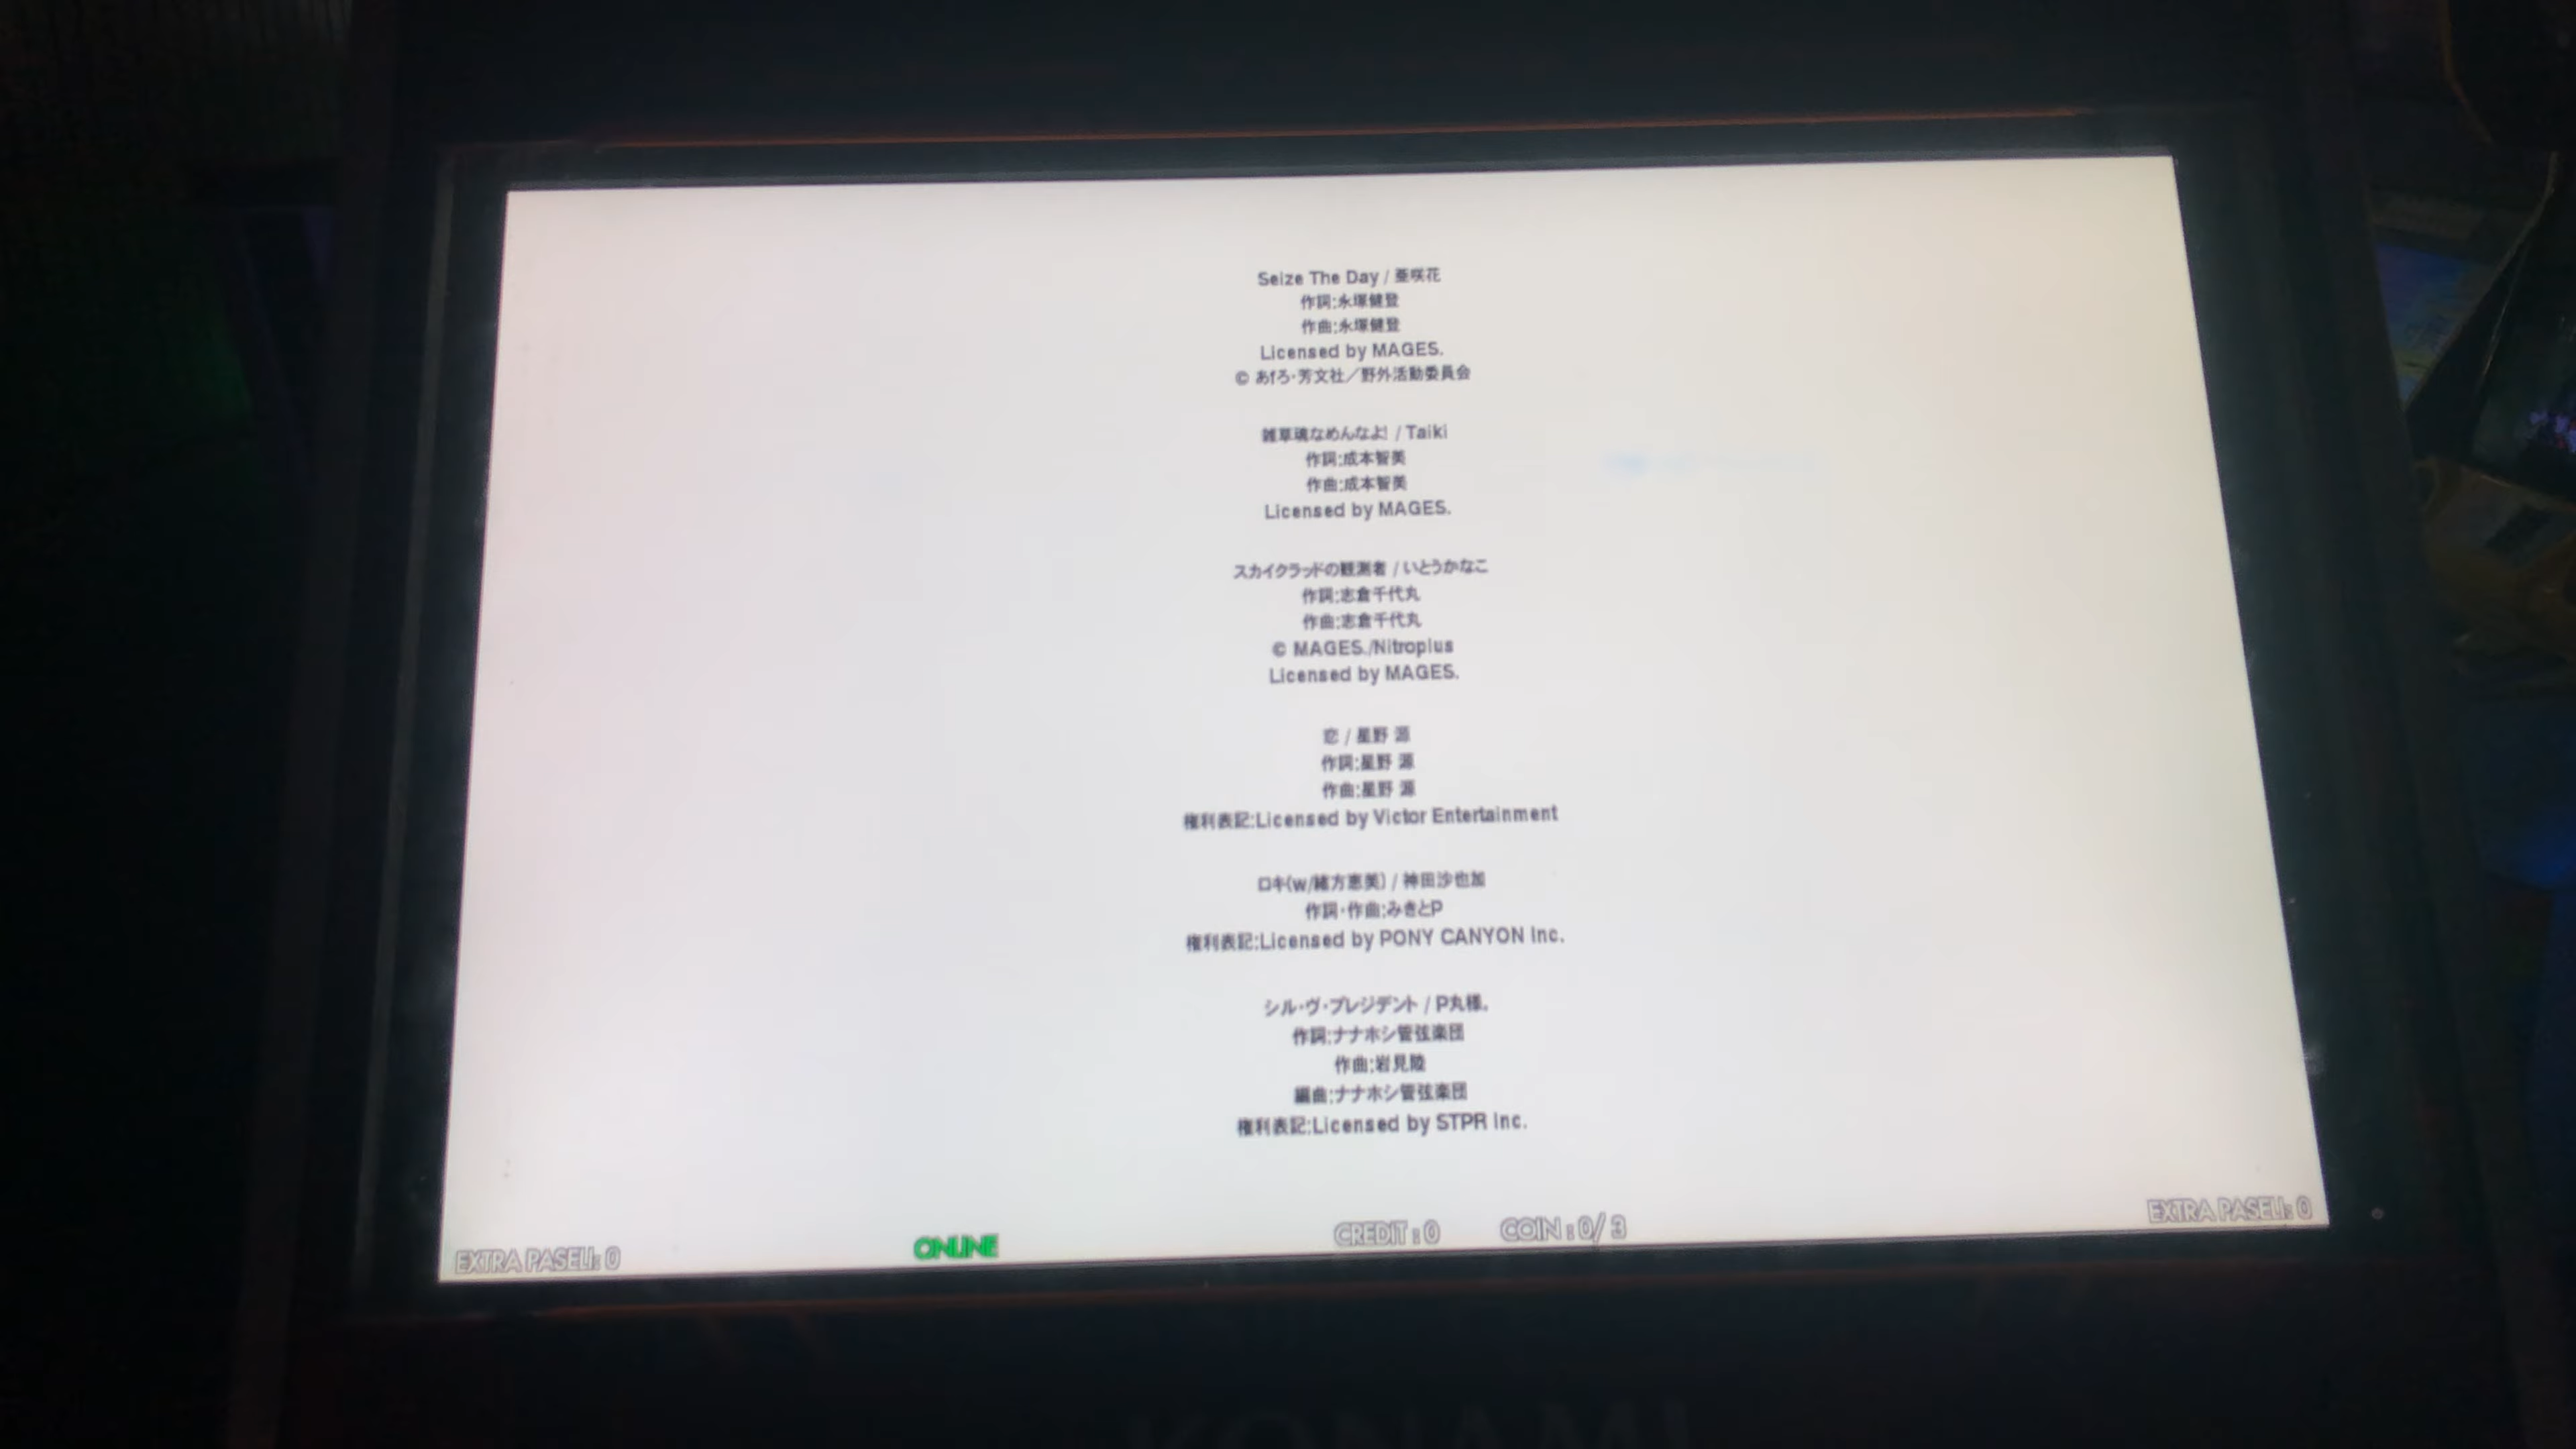 Seize The Day / 亜咲花
作詞:永塚健登
作曲:永塚健登
Licensed by MAGES.
© あfろ・芳文社／野外活動委員会
雑草魂なめんなよ! / Taiki
作詞:成本智美
作曲:成本智美
Licensed by MAGES.
スカイクラッドの観測者 / いとうかなこ
作詞:志倉千代丸
作曲:志倉千代丸
© MAGES./Nitroplus
Licensed by MAGES.
恋 / 星野 源
作詞:星野 源
作曲:星野 源
権利表記:Licensed by Victor Entertainment
ロキ(w/緒方恵美) / 神田沙也加
作詞・作曲:みきとP
権利表記:Licensed by PONY CANYON Inc.
シル・ヴ・プレジデント / P丸様。
作詞:ナナホシ管弦楽団
作曲:岩見陸
編曲:ナナホシ管弦楽団
権利表記:Licensed by STPR Inc.
EXTRA PASELI: 0
ONLINE
CREDIT : 0
COIN : 0/ 3
EXTRA PASELI: 0
KONAMI